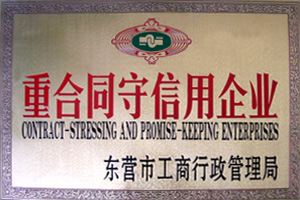 重合同守信用企业
CONTRACT-STRESSING AND PROMISE-KEEPING ENTERPRISES
东营市工商行政管理局